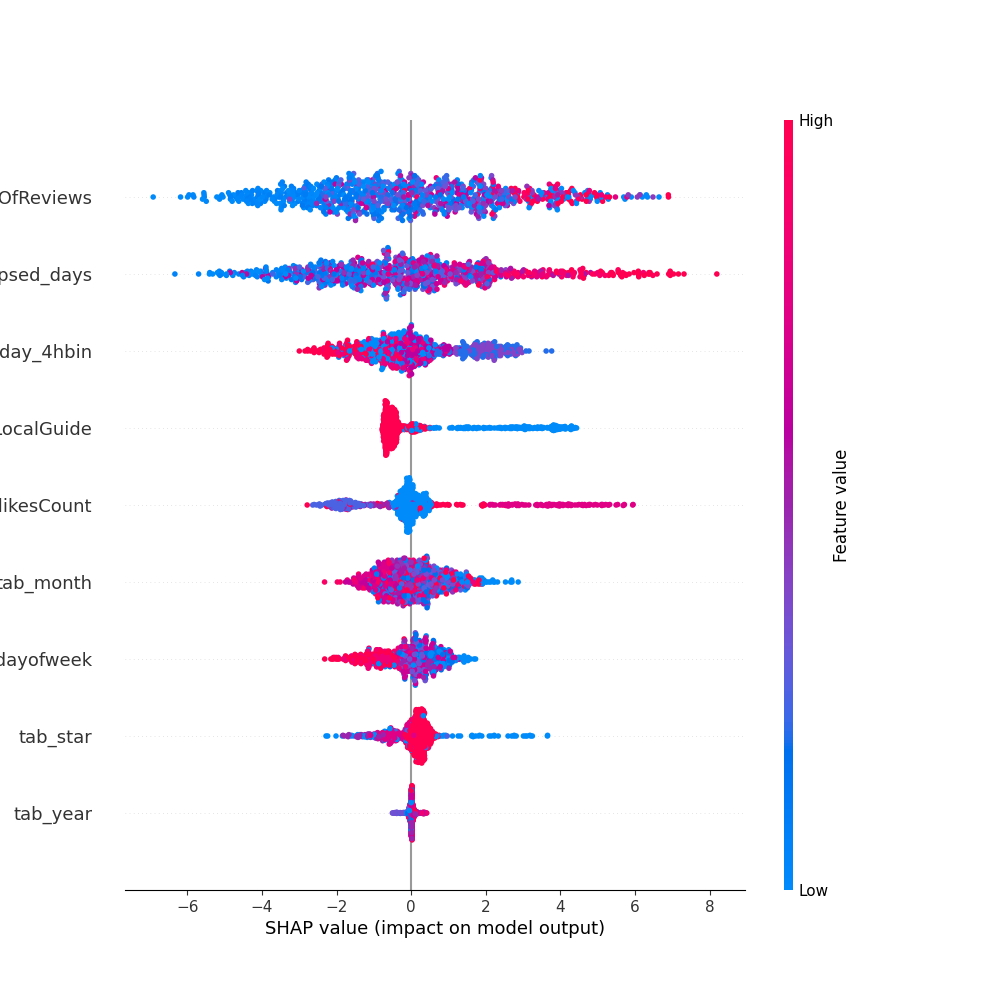 High
OfReviews
psed_days
day_4hbin
LocalGuide
likesCount
tab_month
dayofweek
tab_star
tab_year
Feature value
Low
−6 −4 −2 0 2 4 6 8
SHAP value (impact on model output)